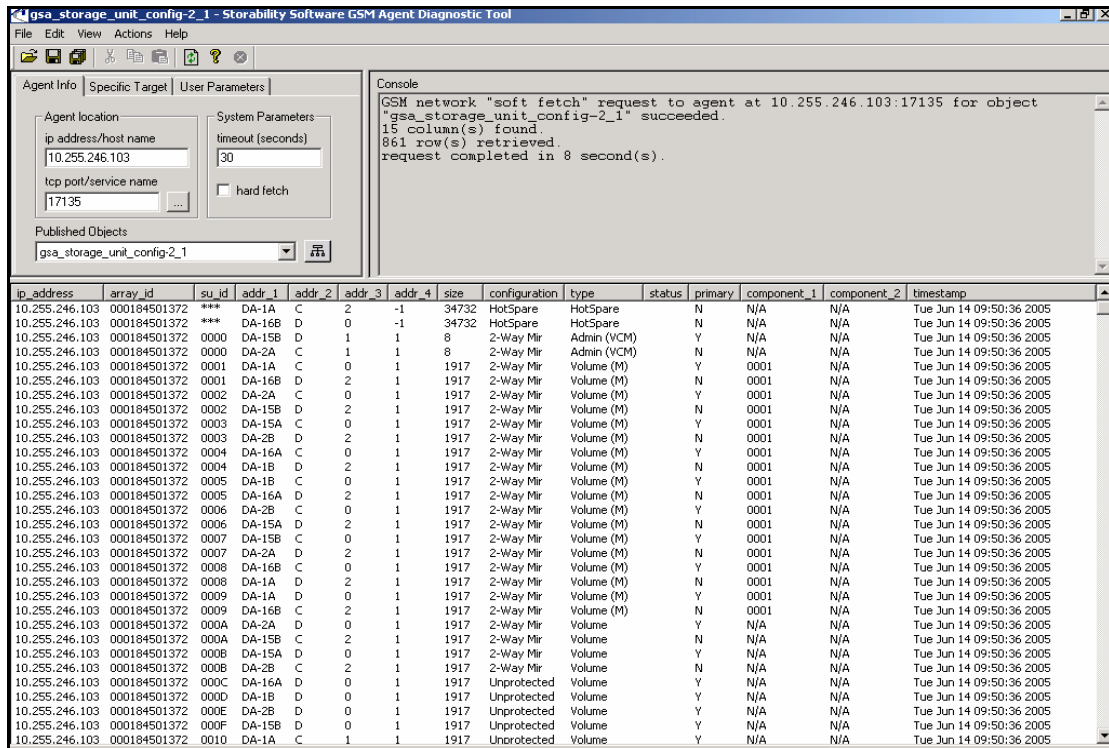 gsa_storage_unit_config-2_1 - Storability Software GSM Agent Diagnostic Tool
File Edit View Actions Help
Agent Info Specific Target User Parameters
Agent location
ip address/host name
10.255.246.103
tcp port/service name
17135
...
System Parameters
timeout (seconds)
30
hard fetch
Published Objects
gsa_storage_unit_config-2_1
Console
GSM network "soft fetch" request to agent at 10.255.246.103:17135 for object
"gsa_storage_unit_config-2_1" succeeded.
15 column(s) found.
861 row(s) retrieved.
request completed in 8 second(s).
ip_address array_id su_id addr_1 addr_2 addr_3 addr_4 size configuration type status primary component_1 component_2 timestamp
10.255.246.103 000184501372 *** DA-1A C 2 -1 34732 HotSpare HotSpare N N/A N/A Tue Jun 14 09:50:36 2005
10.255.246.103 000184501372 *** DA-16B D 0 -1 34732 HotSpare HotSpare N N/A N/A Tue Jun 14 09:50:36 2005
10.255.246.103 000184501372 0000 DA-15B D 1 1 8 2-Way Mir Admin (VCM) Y N/A N/A Tue Jun 14 09:50:36 2005
10.255.246.103 000184501372 0000 DA-2A C 1 1 8 2-Way Mir Admin (VCM) N N/A N/A Tue Jun 14 09:50:36 2005
10.255.246.103 000184501372 0001 DA-1A C 0 1 1917 2-Way Mir Volume (M) Y 0001 N/A Tue Jun 14 09:50:36 2005
10.255.246.103 000184501372 0001 DA-16B D 2 1 1917 2-Way Mir Volume (M) N 0001 N/A Tue Jun 14 09:50:36 2005
10.255.246.103 000184501372 0002 DA-2A C 0 1 1917 2-Way Mir Volume (M) Y 0001 N/A Tue Jun 14 09:50:36 2005
10.255.246.103 000184501372 0002 DA-15B D 2 1 1917 2-Way Mir Volume (M) N 0001 N/A Tue Jun 14 09:50:36 2005
10.255.246.103 000184501372 0003 DA-15A C 0 1 1917 2-Way Mir Volume (M) Y 0001 N/A Tue Jun 14 09:50:36 2005
10.255.246.103 000184501372 0003 DA-2B D 2 1 1917 2-Way Mir Volume (M) N 0001 N/A Tue Jun 14 09:50:36 2005
10.255.246.103 000184501372 0004 DA-16A C 0 1 1917 2-Way Mir Volume (M) Y 0001 N/A Tue Jun 14 09:50:36 2005
10.255.246.103 000184501372 0004 DA-1B D 2 1 1917 2-Way Mir Volume (M) N 0001 N/A Tue Jun 14 09:50:36 2005
10.255.246.103 000184501372 0005 DA-1B C 0 1 1917 2-Way Mir Volume (M) Y 0001 N/A Tue Jun 14 09:50:36 2005
10.255.246.103 000184501372 0005 DA-16A D 2 1 1917 2-Way Mir Volume (M) N 0001 N/A Tue Jun 14 09:50:36 2005
10.255.246.103 000184501372 0006 DA-2B C 0 1 1917 2-Way Mir Volume (M) Y 0001 N/A Tue Jun 14 09:50:36 2005
10.255.246.103 000184501372 0006 DA-15A D 2 1 1917 2-Way Mir Volume (M) N 0001 N/A Tue Jun 14 09:50:36 2005
10.255.246.103 000184501372 0007 DA-15B C 0 1 1917 2-Way Mir Volume (M) Y 0001 N/A Tue Jun 14 09:50:36 2005
10.255.246.103 000184501372 0007 DA-2A D 2 1 1917 2-Way Mir Volume (M) N 0001 N/A Tue Jun 14 09:50:36 2005
10.255.246.103 000184501372 0008 DA-16B C 0 1 1917 2-Way Mir Volume (M) Y 0001 N/A Tue Jun 14 09:50:36 2005
10.255.246.103 000184501372 0008 DA-1A D 2 1 1917 2-Way Mir Volume (M) N 0001 N/A Tue Jun 14 09:50:36 2005
10.255.246.103 000184501372 0009 DA-1A D 0 1 1917 2-Way Mir Volume (M) Y 0001 N/A Tue Jun 14 09:50:36 2005
10.255.246.103 000184501372 0009 DA-16B C 2 1 1917 2-Way Mir Volume (M) N 0001 N/A Tue Jun 14 09:50:36 2005
10.255.246.103 000184501372 000A DA-2A D 0 1 1917 2-Way Mir Volume Y N/A N/A Tue Jun 14 09:50:36 2005
10.255.246.103 000184501372 000A DA-15B C 2 1 1917 2-Way Mir Volume N N/A N/A Tue Jun 14 09:50:36 2005
10.255.246.103 000184501372 000B DA-15A D 0 1 1917 2-Way Mir Volume Y N/A N/A Tue Jun 14 09:50:36 2005
10.255.246.103 000184501372 000B DA-2B C 2 1 1917 2-Way Mir Volume N N/A N/A Tue Jun 14 09:50:36 2005
10.255.246.103 000184501372 000C DA-16A D 0 1 1917 Unprotected Volume Y N/A N/A Tue Jun 14 09:50:36 2005
10.255.246.103 000184501372 000D DA-1B D 0 1 1917 Unprotected Volume Y N/A N/A Tue Jun 14 09:50:36 2005
10.255.246.103 000184501372 000E DA-2B D 0 1 1917 Unprotected Volume Y N/A N/A Tue Jun 14 09:50:36 2005
10.255.246.103 000184501372 000F DA-15B D 0 1 1917 Unprotected Volume Y N/A N/A Tue Jun 14 09:50:36 2005
10.255.246.103 000184501372 0010 DA-1A C 1 1 1917 Unprotected Volume Y N/A N/A Tue Jun 14 09:50:36 2005